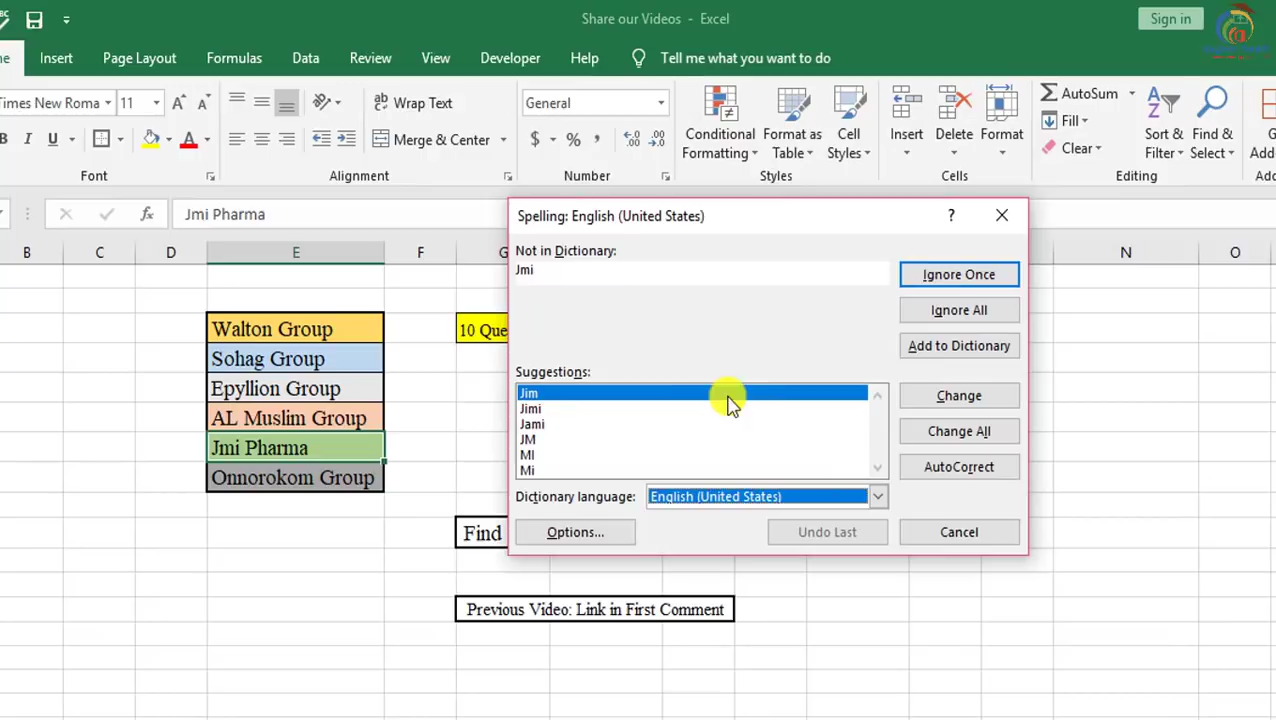 Share our Videos - Excel
Sign in
Insert
Page Layout
Formulas
Data
Review
View
Developer
Help
Tell me what you want to do
11
Wrap Text
General
AutoSum
Fill
Clear
B I U
Merge & Center
$ % ,
Conditional Formatting
Format as Table
Cell Styles
Insert
Delete
Format
Sort & Filter
Find & Select
Font
Alignment
Number
Styles
Cells
Editing
fx
Jmi Pharma
B C D E F G N O
Walton Group
Sohag Group
Epyllion Group
AL Muslim Group
Jmi Pharma
Onnorokom Group
10
Find
Previous Video: Link in First Comment
Spelling: English (United States)
?
Not in Dictionary:
Jmi
Ignore Once
Ignore All
Add to Dictionary
Suggestions:
Jim
Jimi
Jami
JM
MI
Mi
Change
Change All
AutoCorrect
Dictionary language:
English (United States)
Options...
Undo Last
Cancel